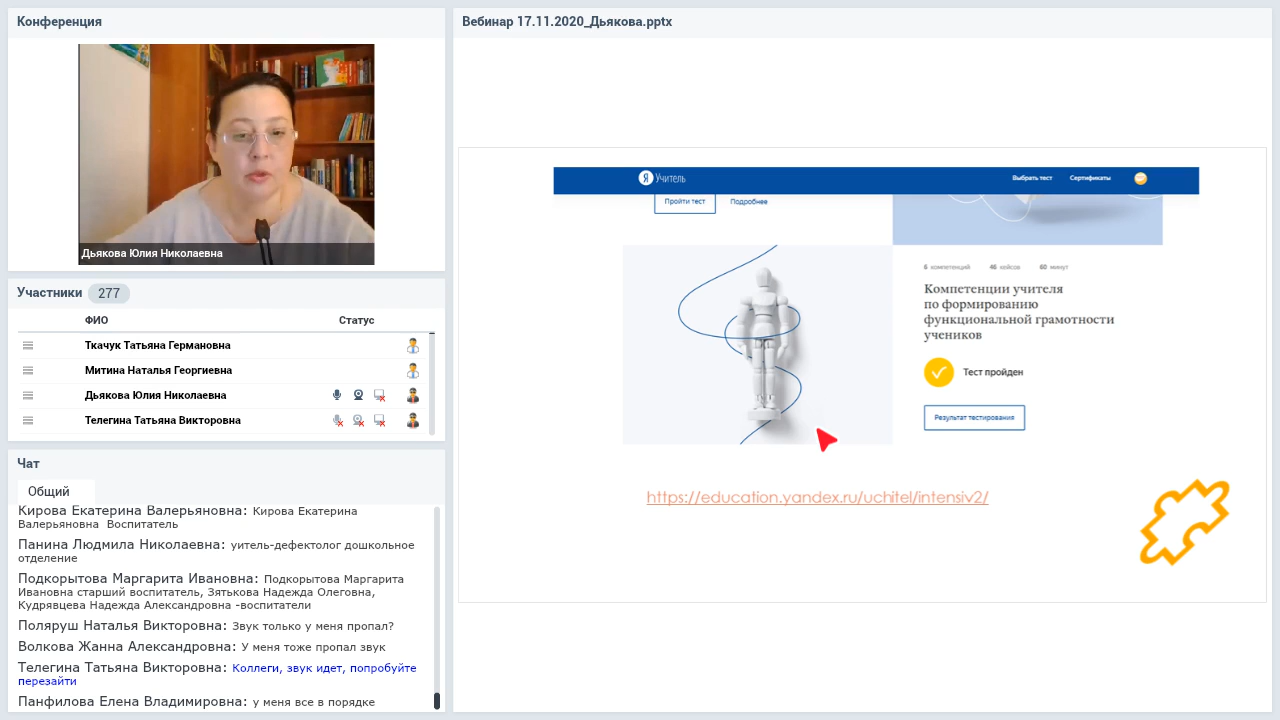 Конференция
Дьякова Юлия Николаевна
Участники 277
ФИО Статус
Ткачук Татьяна Германовна
Митина Наталья Георгиевна
Дьякова Юлия Николаевна
Телегина Татьяна Викторовна
Чат
Общий
Кирова Екатерина Валерьяновна: Кирова Екатерина
Валерьяновна Воспитатель
Панина Людмила Николаевна: уитель-дефектолог дошкольное
отделение
Подкорытова Маргарита Ивановна: Подкорытова Маргарита
Ивановна старший воспитатель, Зятькова Надежда Олеговна,
Кудрявцева Надежда Александровна -воспитатели
Поляруш Наталья Викторовна: Звук только у меня пропал?
Волкова Жанна Александровна: У меня тоже пропал звук
Телегина Татьяна Викторовна: Коллеги, звук идет, попробуйте
перезайти
Панфилова Елена Владимировна: у меня все в порядке
Вебинар 17.11.2020_Дьякова.pptx
Я Учитель
Выбрать тест Сертификаты
Пройти тест Подробнее
6 компетенций 46 кейсов 60 минут
Компетенции учителя
по формированию
функциональной грамотности
учеников
Тест пройден
Результат тестирования
https://education.yandex.ru/uchitel/intensiv2/